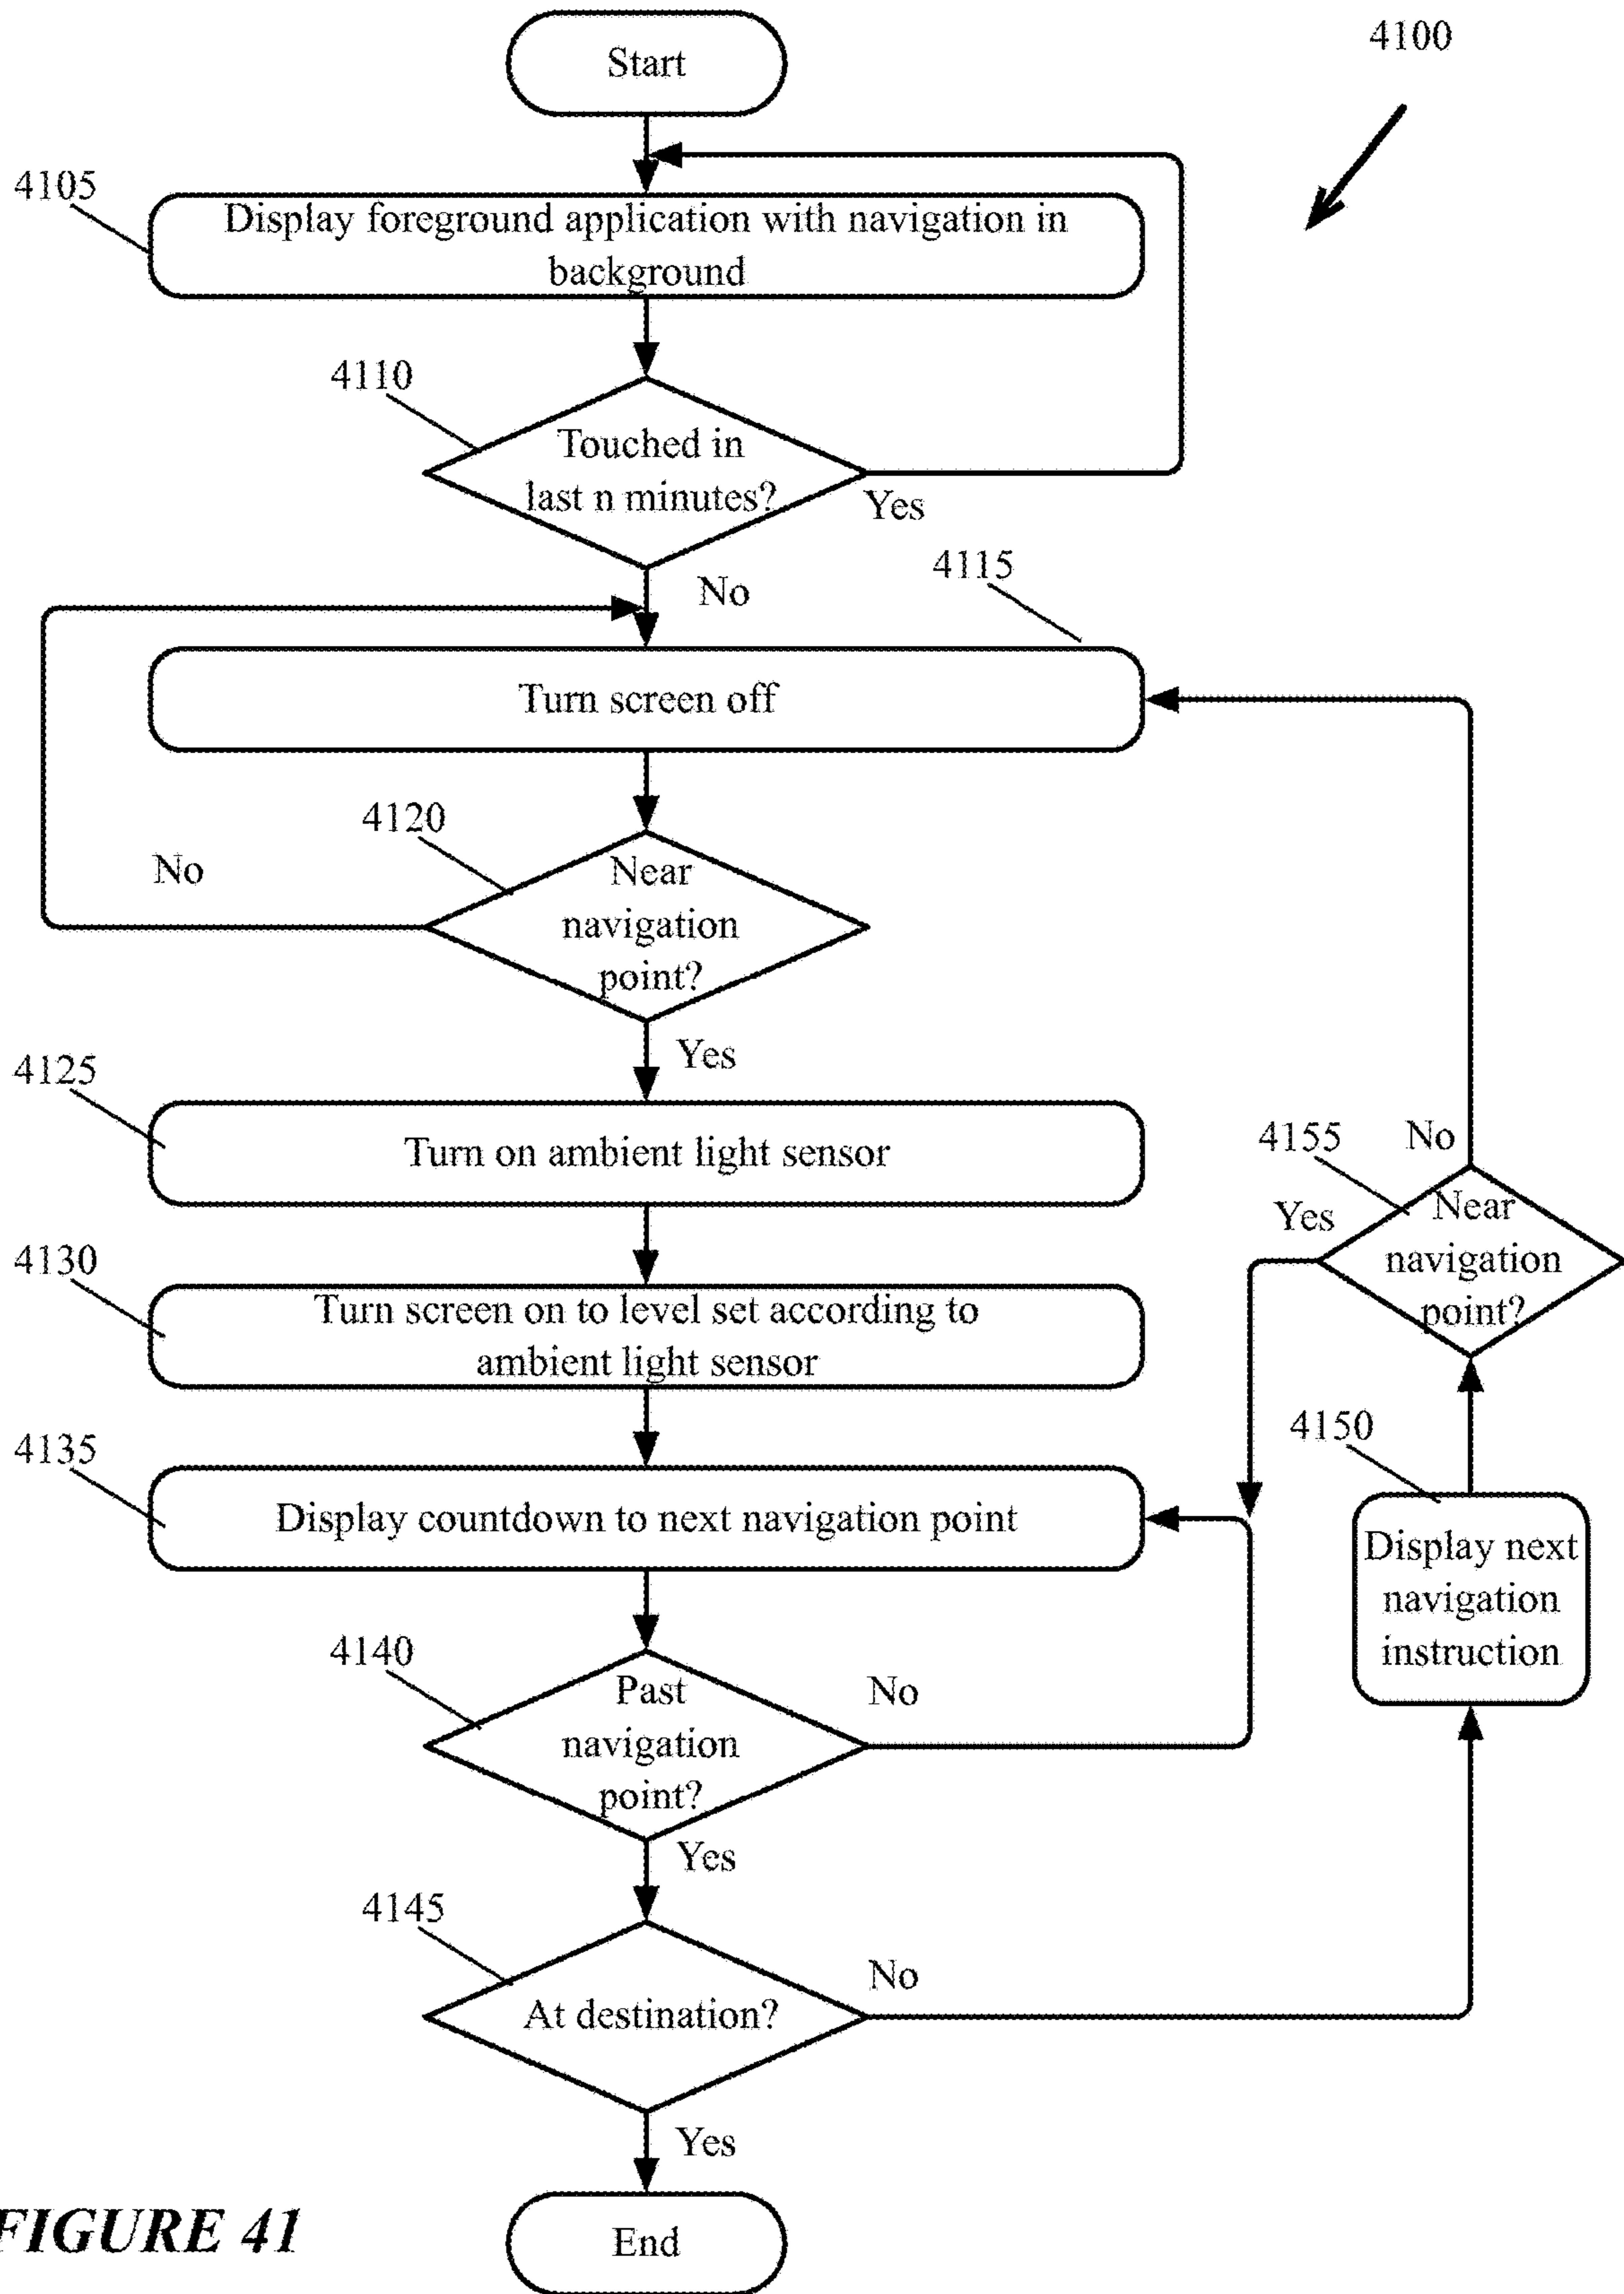 Start
4100
4105
Display foreground application with navigation in
background
4110
Touched in
last n minutes?
Yes
No
4115
Turn screen off
4120
No
Near
navigation
point?
Yes
4125
Turn on ambient light sensor
4155
No
Yes
Near
navigation
point?
4130
Turn screen on to level set according to
ambient light sensor
4135
Display countdown to next navigation point
4150
Display next
navigation
instruction
4140
Past
navigation
point?
No
Yes
4145
At destination?
No
Yes
End
FIGURE 41